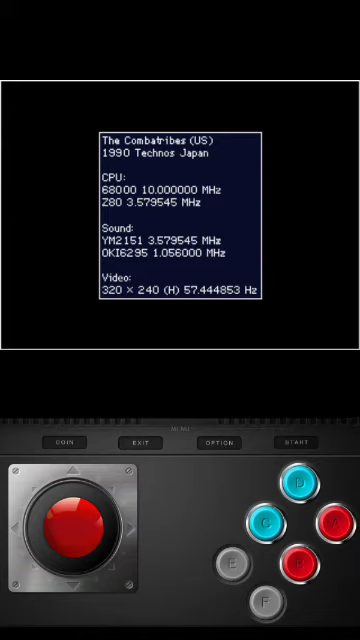 The Combatribes (US)
1990 Technos Japan
CPU:
68000 10.000000 MHz
Z80 3.579545 MHz
Sound:
YM2151 3.579545 MHz
OKI6295 1.056000 MHz
Video:
320 × 240 (H) 57.444853 Hz
MENU
COIN EXIT OPTION START
D
C A
E B
F